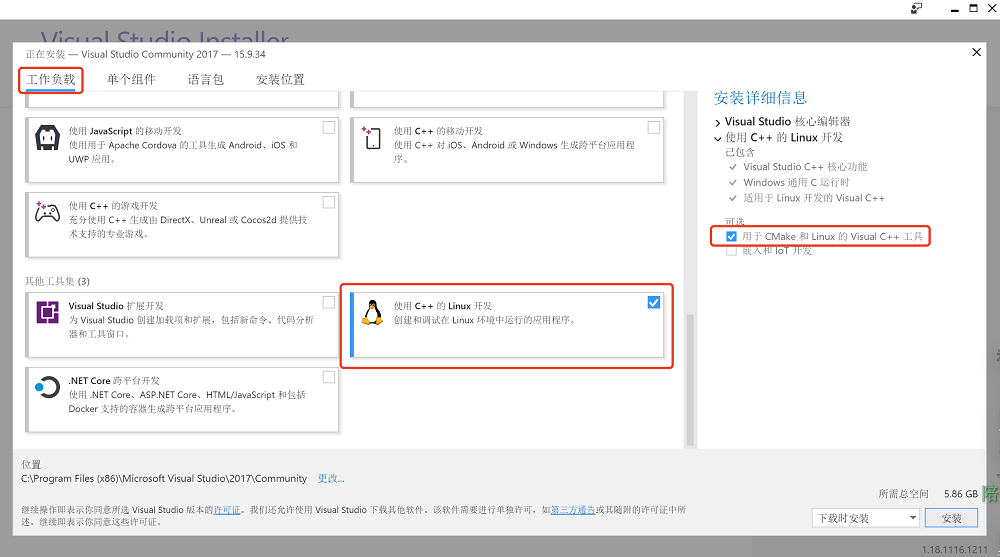 Visual Studio Installer
正在安装 — Visual Studio Community 2017 — 15.9.34
工作负载
单个组件
语言包
安装位置
使用 JavaScript 的移动开发
使用用于 Apache Cordova 的工具生成 Android、iOS 和
UWP 应用。
使用 C++ 的移动开发
使用 C++ 对 iOS、Android 或 Windows 生成跨平台应用程
序。
使用 C++ 的游戏开发
充分使用 C++ 生成由 DirectX、Unreal 或 Cocos2d 提供技
术支持的专业游戏。
其他工具集 (3)
Visual Studio 扩展开发
为 Visual Studio 创建加载项和扩展，包括新命令、代码分析
器和工具窗口。
使用 C++ 的 Linux 开发
创建和调试在 Linux 环境中运行的应用程序。
.NET Core 跨平台开发
使用 .NET Core、ASP.NET Core、HTML/JavaScript 和包括
Docker 支持的容器生成跨平台应用程序。
安装详细信息
Visual Studio 核心编辑器
使用 C++ 的 Linux 开发
已包含
Visual Studio C++ 核心功能
Windows 通用 C 运行时
适用于 Linux 开发的 Visual C++
可选
用于 CMake 和 Linux 的 Visual C++ 工具
嵌入和 IoT 开发
位置
C:\Program Files (x86)\Microsoft Visual Studio\2017\Community
更改...
所需总空间 5.86 GB
陪
继续操作即表示你同意所选 Visual Studio 版本的许可证。我们还允许使用 Visual Studio 下载其他软件。该软件需要进行单独许可，如第三方通告或其随附的许可证中所
述。继续即表示你同意这些许可证。
下载时安装
安装
1.18.1116.1211